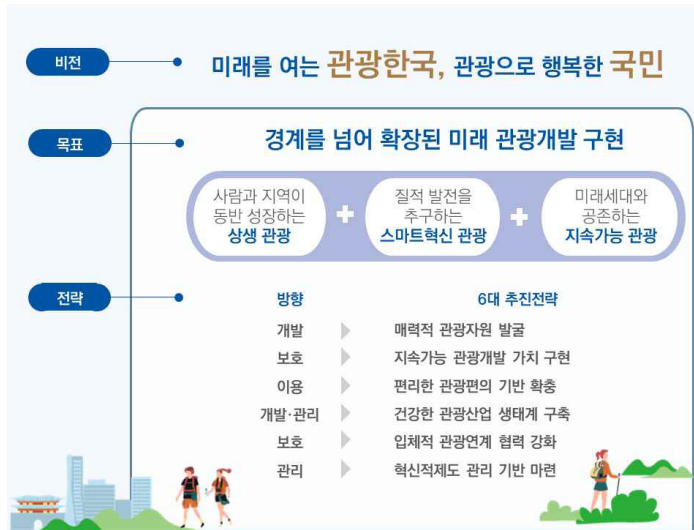 비전
미래를 여는 관광한국, 관광으로 행복한 국민
목표
경계를 넘어 확장된 미래 관광개발 구현
사람과 지역이
동반 성장하는
상생 관광
+
질적 발전을
추구하는
스마트혁신 관광
+
미래세대와
공존하는
지속가능 관광
전략
방향 6대 추진전략
개발 매력적 관광자원 발굴
보호 지속가능 관광개발 가치 구현
이용 편리한 관광편의 기반 확충
개발·관리 건강한 관광산업 생태계 구축
보호 입체적 관광연계 협력 강화
관리 혁신적제도 관리 기반 마련